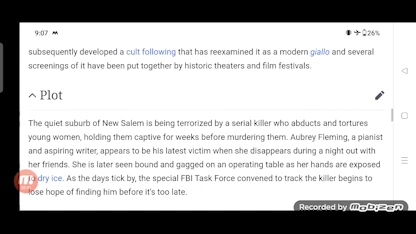 9:07 26%
subsequently developed a cult following that has reexamined it as a modern giallo and several
screenings of it have been put together by historic theaters and film festivals.
Plot
The quiet suburb of New Salem is being terrorized by a serial killer who abducts and tortures
young women, holding them captive for weeks before murdering them. Aubrey Fleming, a pianist
and aspiring writer, appears to be his latest victim when she disappears during a night out with
her friends. She is later seen bound and gagged on an operating table as her hands are exposed
to dry ice. As the days tick by, the special FBI Task Force convened to track the killer begins to
lose hope of finding him before it's too late.
Recorded by Mobizen